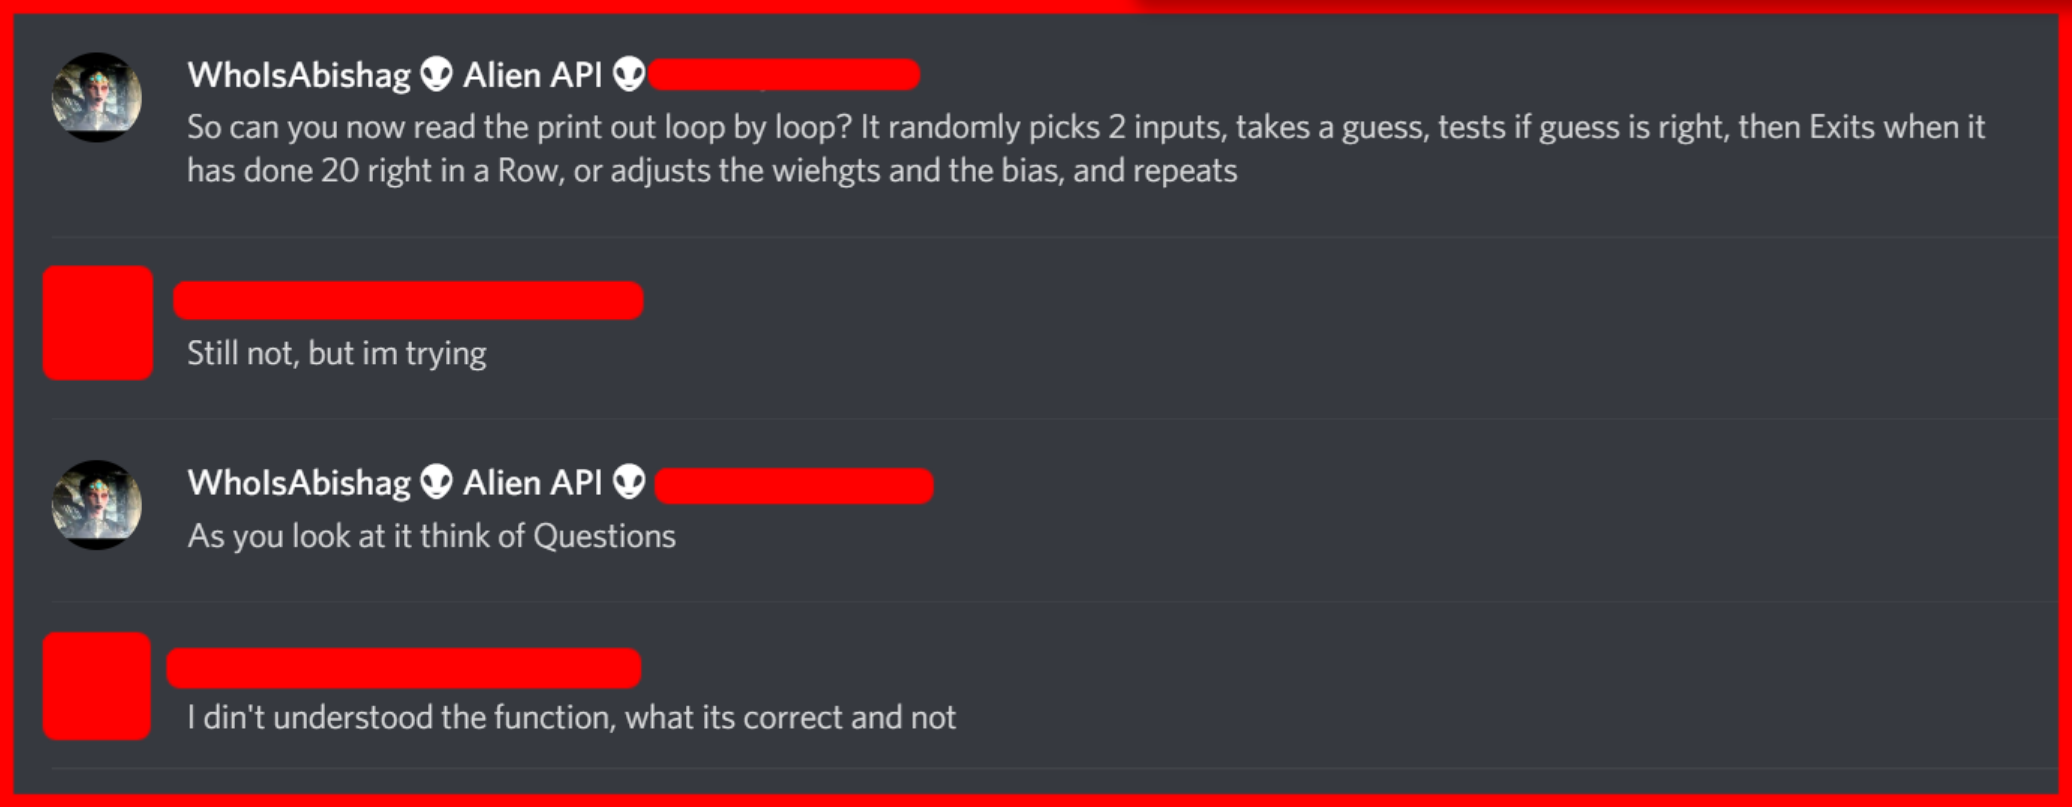 WhoIsAbishag 👽 Alien API 👽
So can you now read the print out loop by loop? It randomly picks 2 inputs, takes a guess, tests if guess is right, then Exits when it
has done 20 right in a Row, or adjusts the wiehgts and the bias, and repeats
Still not, but im trying
WhoIsAbishag 👽 Alien API 👽
As you look at it think of Questions
I din't understood the function, what its correct and not